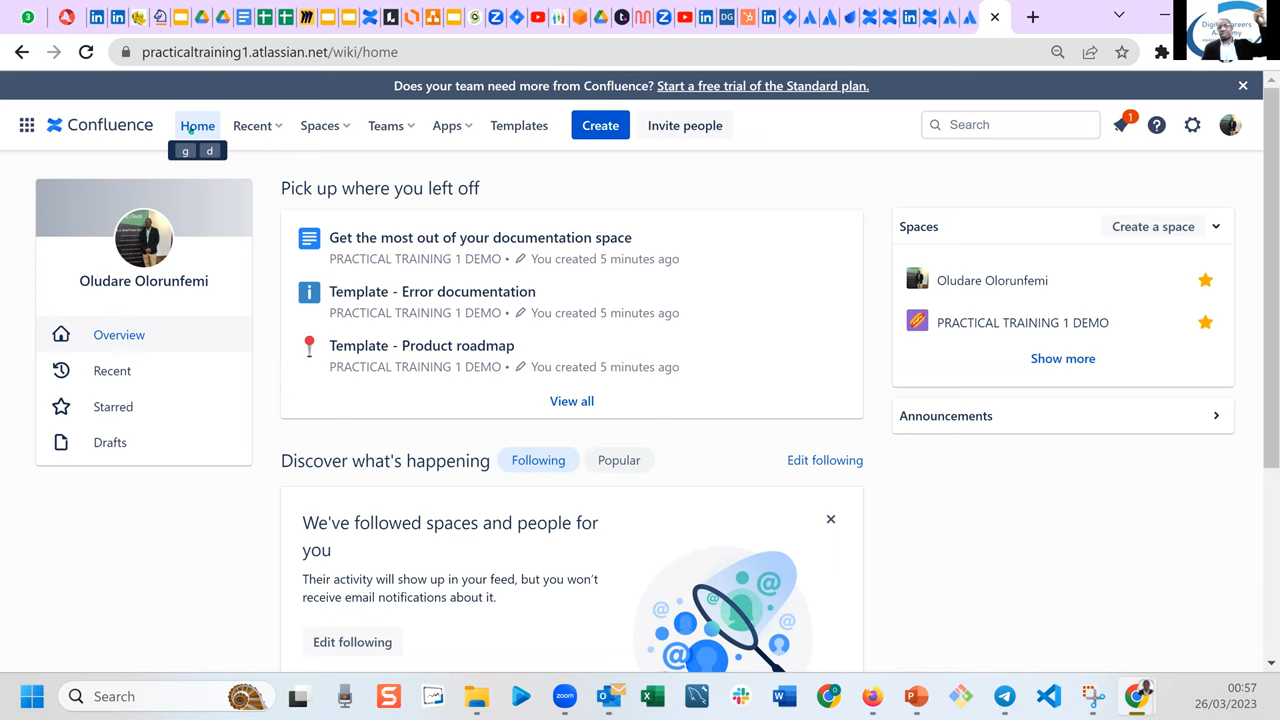 practicaltraining1.atlassian.net/wiki/home
Does your team need more from Confluence? Start a free trial of the Standard plan.
Confluence
Home
Recent
Spaces
Teams
Apps
Templates
Create
Invite people
Search
1
g d
Oludare Olorunfemi
Overview
Recent
Starred
Drafts
Pick up where you left off
Get the most out of your documentation space
PRACTICAL TRAINING 1 DEMO • You created 5 minutes ago
Template - Error documentation
PRACTICAL TRAINING 1 DEMO • You created 5 minutes ago
Template - Product roadmap
PRACTICAL TRAINING 1 DEMO • You created 5 minutes ago
View all
Discover what's happening
Following
Popular
Edit following
We've followed spaces and people for
you
Their activity will show up in your feed, but you won't
receive email notifications about it.
Edit following
Spaces
Create a space
Oludare Olorunfemi
PRACTICAL TRAINING 1 DEMO
Show more
Announcements
Search
zoom
00:57
26/03/2023